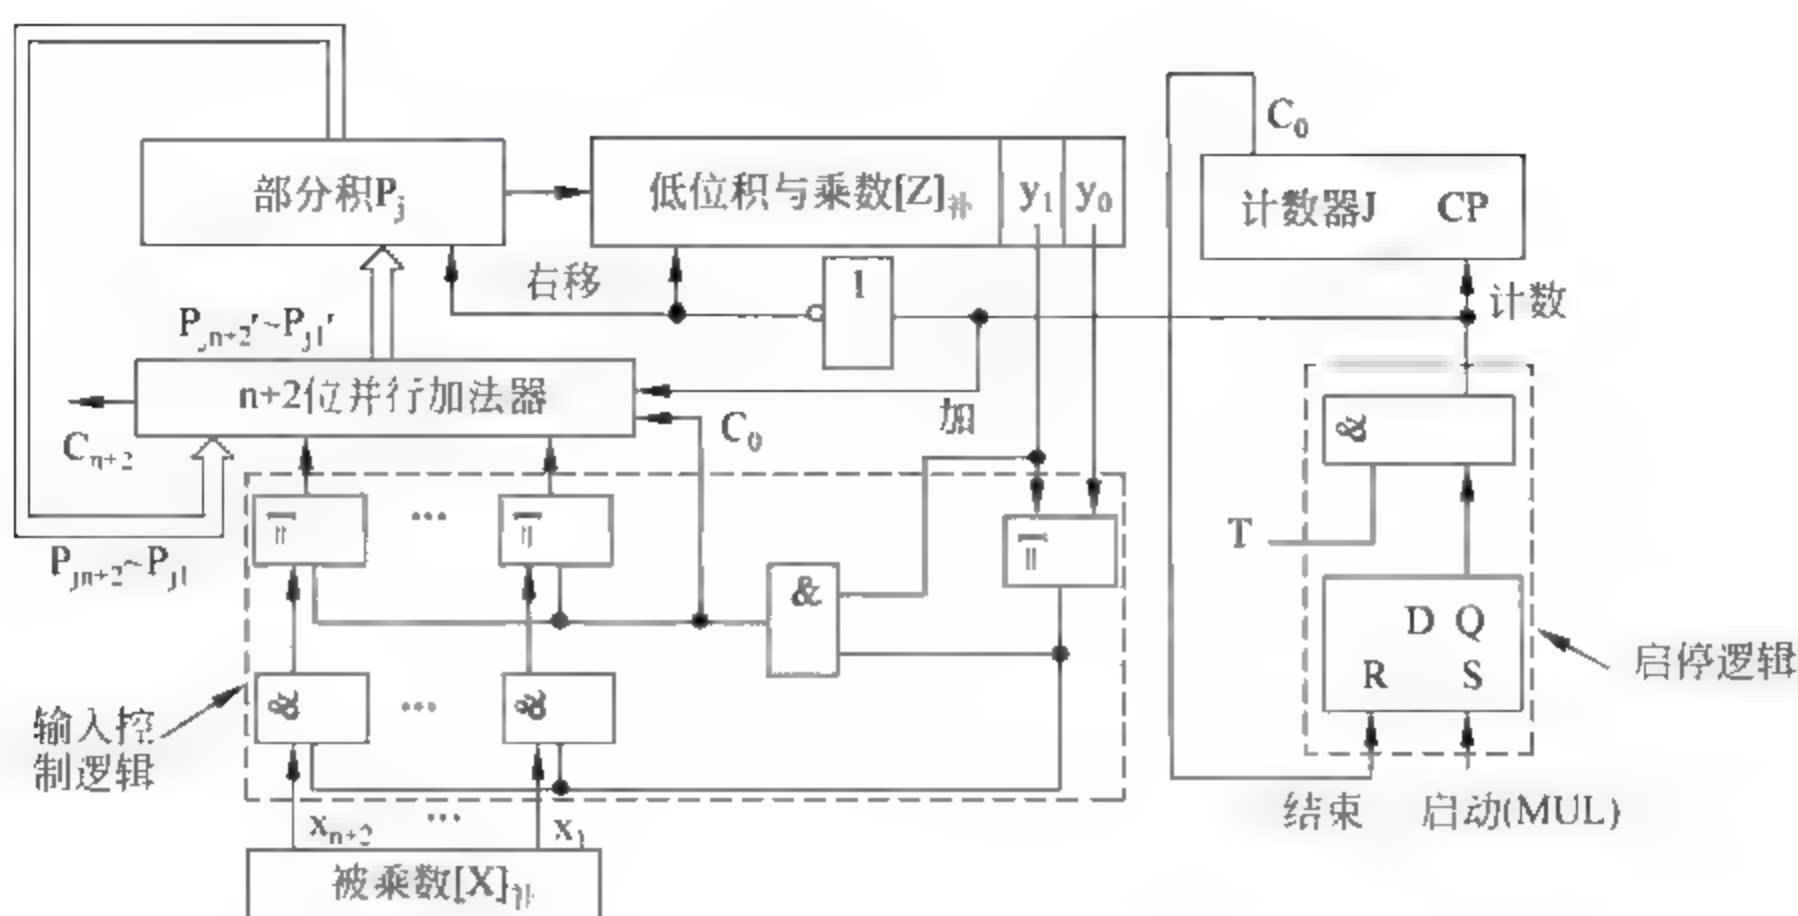 C₀
部分积Pⱼ
低位积与乘数[Z]补
y₁
y₀
计数器J
CP
右移
1
计数
Pⱼₙ₊₂′~Pⱼ₁′
n+2位并行加法器
加
C₀
Cₙ₊₂
&
T
Pⱼₙ₊₂~Pⱼ₁
=
...
=
=
&
D Q
R S
启停逻辑
&
...
&
输入控
制逻辑
xₙ₊₂
...
x₁
结束
启动(MUL)
被乘数[X]补